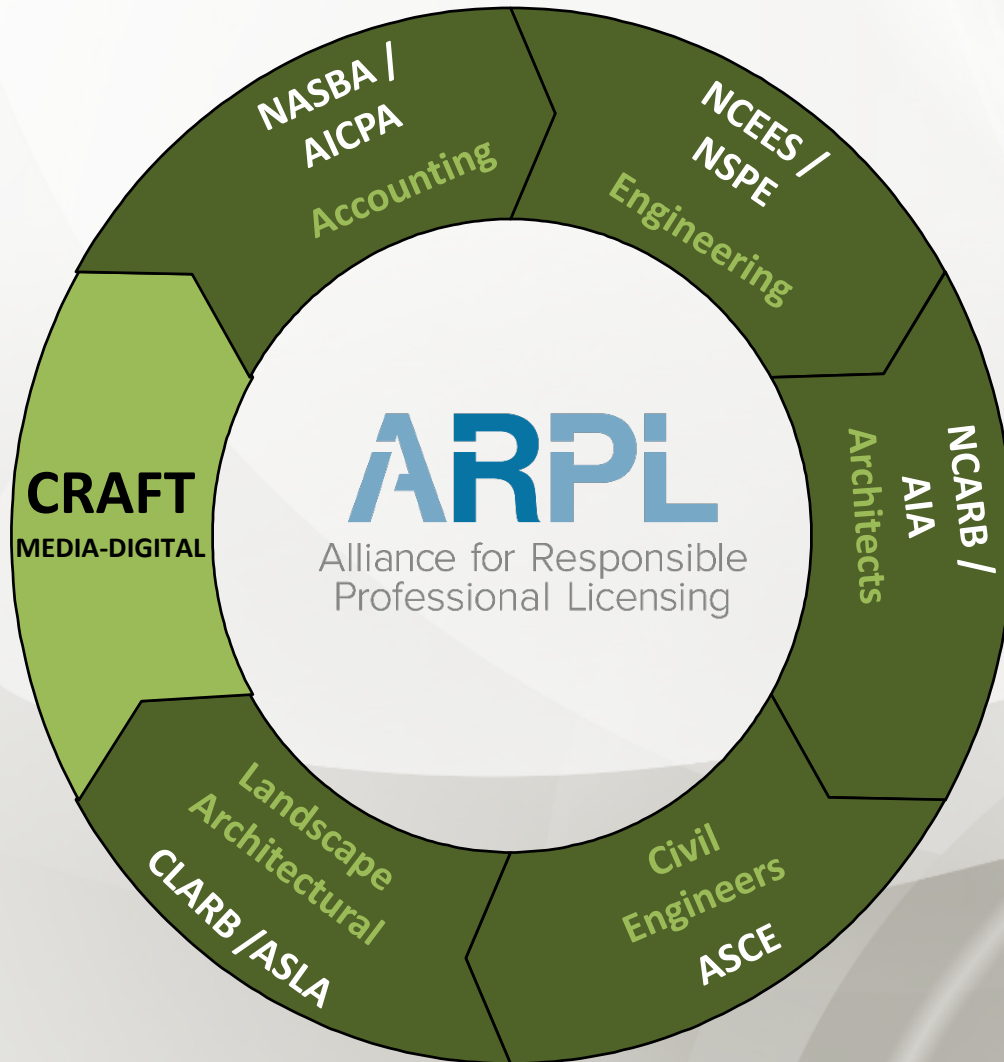 NASBA /
AICPA
Accounting
NCEES /
NSPE
Engineering
NCARB /
AIA
Architects
Civil
Engineers
ASCE
Landscape
Architectural
CLARB /ASLA
CRAFT
MEDIA-DIGITAL
ARPL
Alliance for Responsible
Professional Licensing